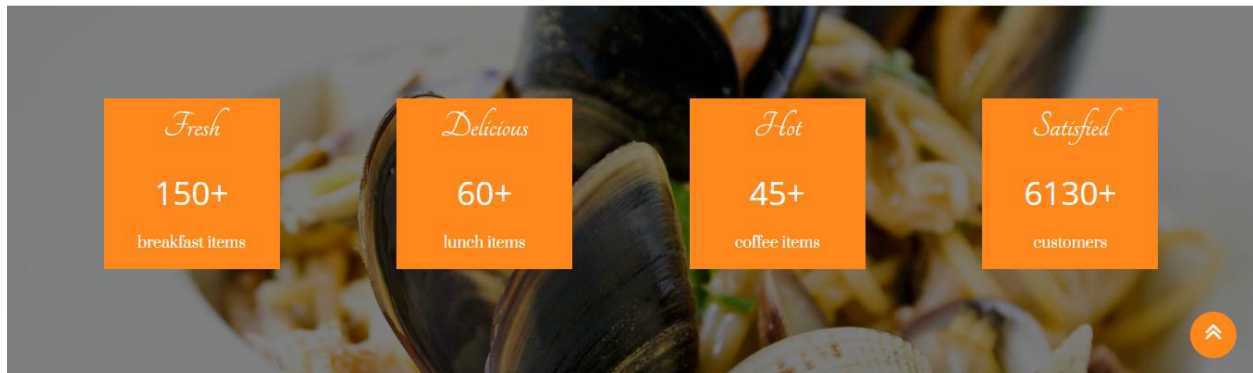 Fresh
150+
breakfast items
Delicious
60+
lunch items
Hot
45+
coffee items
Satisfied
6130+
customers